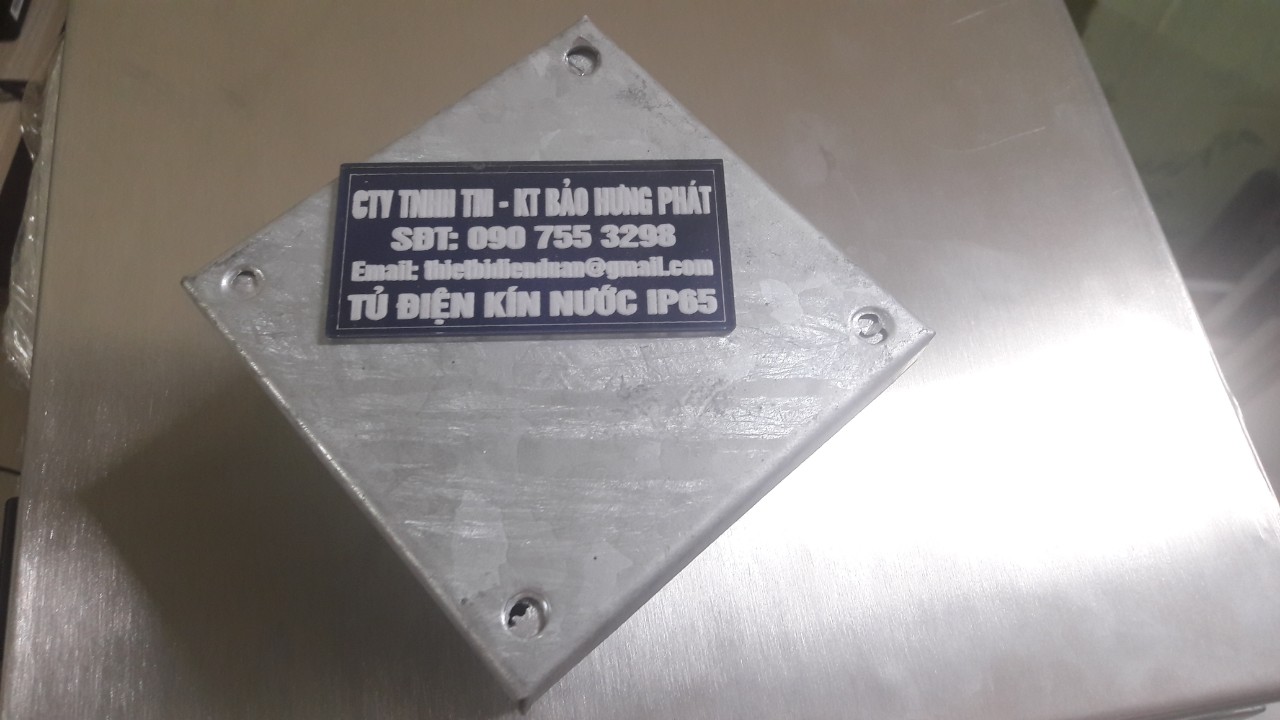 CTY TNHH TM - KT BẢO HƯNG PHÁT
SĐT: 090 755 3298
Email: thietbidienduan@gmail.com
TỦ ĐIỆN KÍN NƯỚC IP65